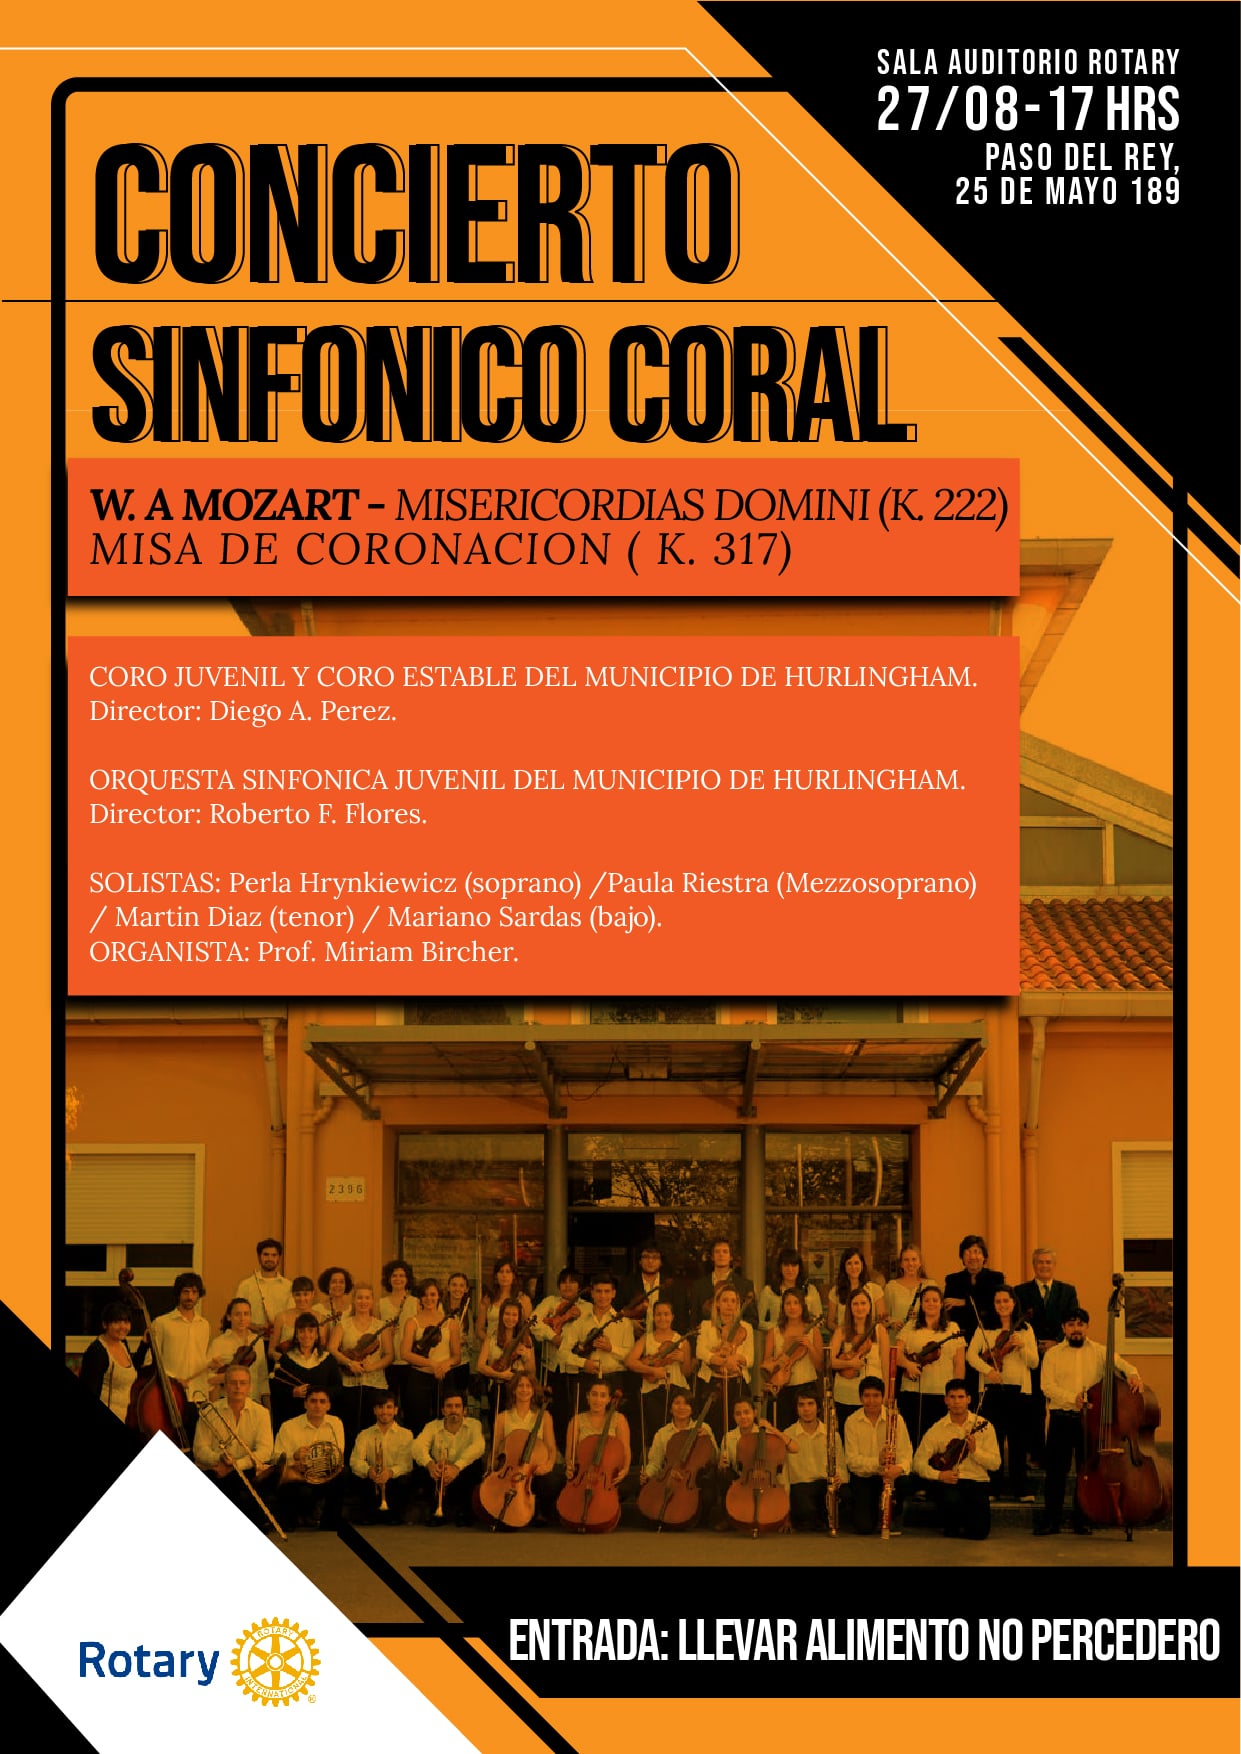 SALA AUDITORIO ROTARY
27/08-17 HRS
PASO DEL REY,
25 DE MAYO 189
CONCIERTO
SINFONICO CORAL
W. A MOZART - MISERICORDIAS DOMINI (K. 222)
MISA DE CORONACION ( K. 317)
CORO JUVENIL Y CORO ESTABLE DEL MUNICIPIO DE HURLINGHAM.
Director: Diego A. Perez.
ORQUESTA SINFONICA JUVENIL DEL MUNICIPIO DE HURLINGHAM.
Director: Roberto F. Flores.
SOLISTAS: Perla Hrynkiewicz (soprano) /Paula Riestra (Mezzosoprano)
/ Martin Diaz (tenor) / Mariano Sardas (bajo).
ORGANISTA: Prof. Miriam Bircher.
2396
ENTRADA: LLEVAR ALIMENTO NO PERCEDERO
Rotary
ROTARY
INTERNATIONAL
®